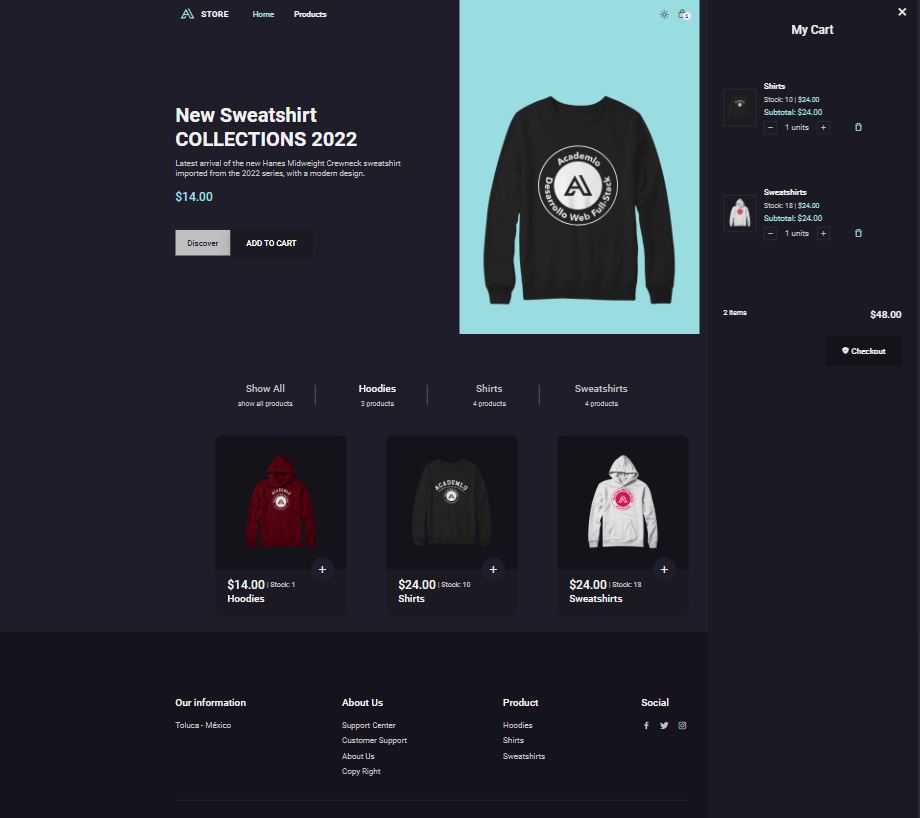 STORE
Home
Products
1
New Sweatshirt
COLLECTIONS 2022
Latest arrival of the new Hanes Midweight Crewneck sweatshirt
imported from the 2022 series, with a modern design.
$14.00
Discover
ADD TO CART
Academlo
Desarrollo Web Full-Stack
Show All
show all products
Hoodies
3 products
Shirts
4 products
Sweatshirts
4 products
ACADEMLO
+
$14.00 | Stock: 1
Hoodies
ACADEMLO
+
$24.00 | Stock: 10
Shirts
+
$24.00 | Stock: 18
Sweatshirts
Our information
Toluca - México
About Us
Support Center
Customer Support
About Us
Copy Right
Product
Hoodies
Shirts
Sweatshirts
Social
My Cart
Shirts
Stock: 10 | $24.00
Subtotal: $24.00
− 1 units +
Sweatshirts
Stock: 18 | $24.00
Subtotal: $24.00
− 1 units +
2 Items
$48.00
Checkout